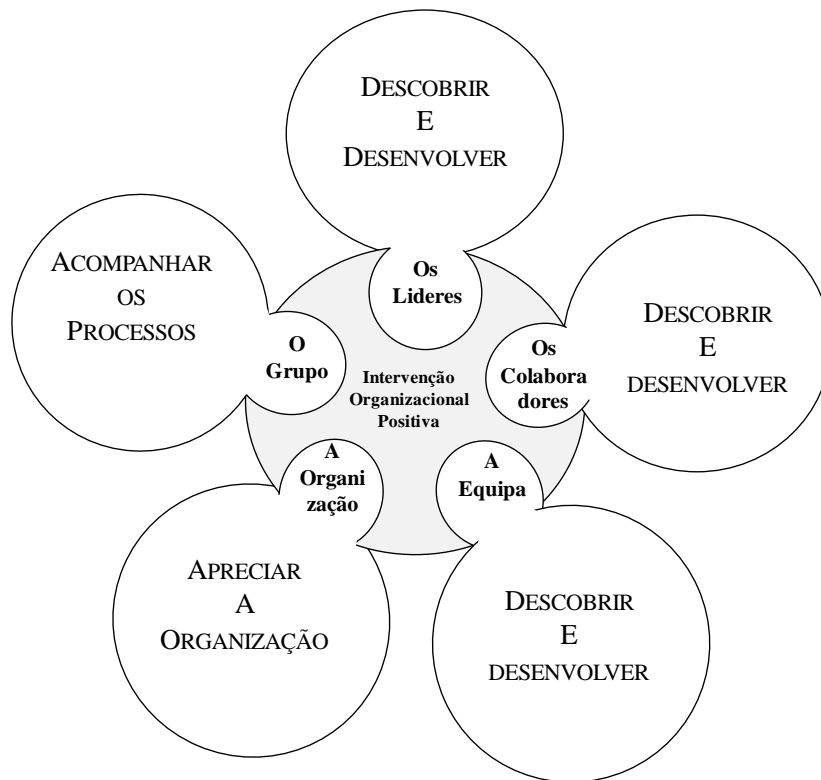 DESCOBRIR
E
DESENVOLVER
Os
Lideres
ACOMPANHAR
OS
PROCESSOS
O
Grupo
Os
Colabora
dores
DESCOBRIR
E
DESENVOLVER
Intervenção
Organizacional
Positiva
A
Organi
zação
A
Equipa
APRECIAR
A
ORGANIZAÇÃO
DESCOBRIR
E
DESENVOLVER